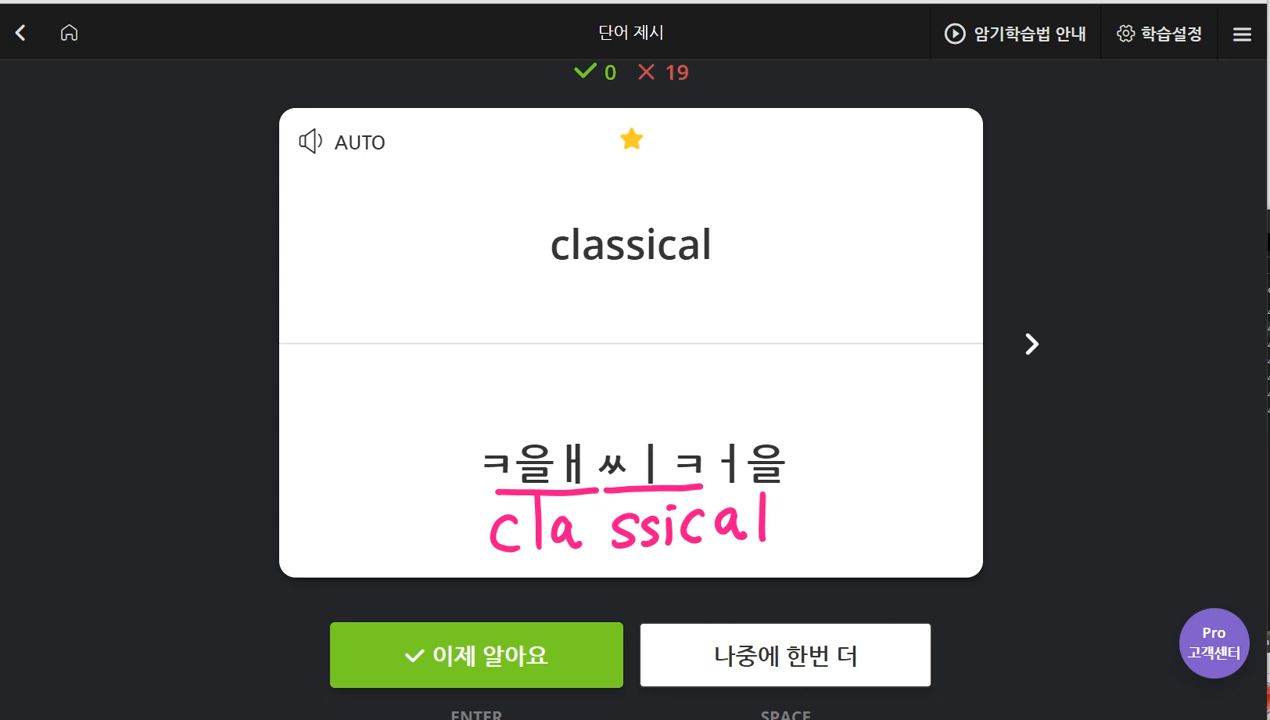 단어 제시
암기학습법 안내
학습설정
0 19
AUTO
classical
ㅋ을ㅐ ㅆㅣㅋㅓ을
cla ssical
이제 알아요
나중에 한번 더
Pro
고객센터
ENTER
SPACE